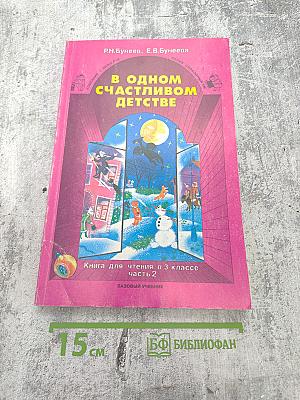 Р.Н.Бунеев, Е.В.Бунеева
В ОДНОМ
СЧАСТЛИВОМ
ДЕТСТВЕ
Книга для чтения в 3 классе
часть 2
БАЗОВЫЙ УЧЕБНИК
15 см.
БФ БИБЛИОФАН